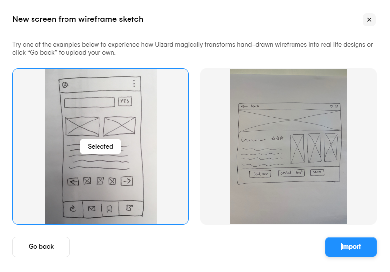 New screen from wireframe sketch
Try one of the examples below to experience how Uizard magically transforms hand-drawn wireframes into real life designs or
click "Go back" to upload your own.
YES
Selected
Go back
Import